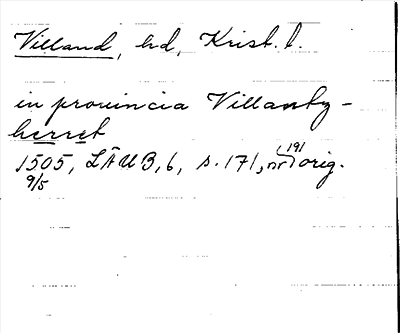 Villand, hd, Krist. l.
in prouincia Villantz-
herret
1505, LÄUB, 6, s. 171, nr 191 orig.
9/5